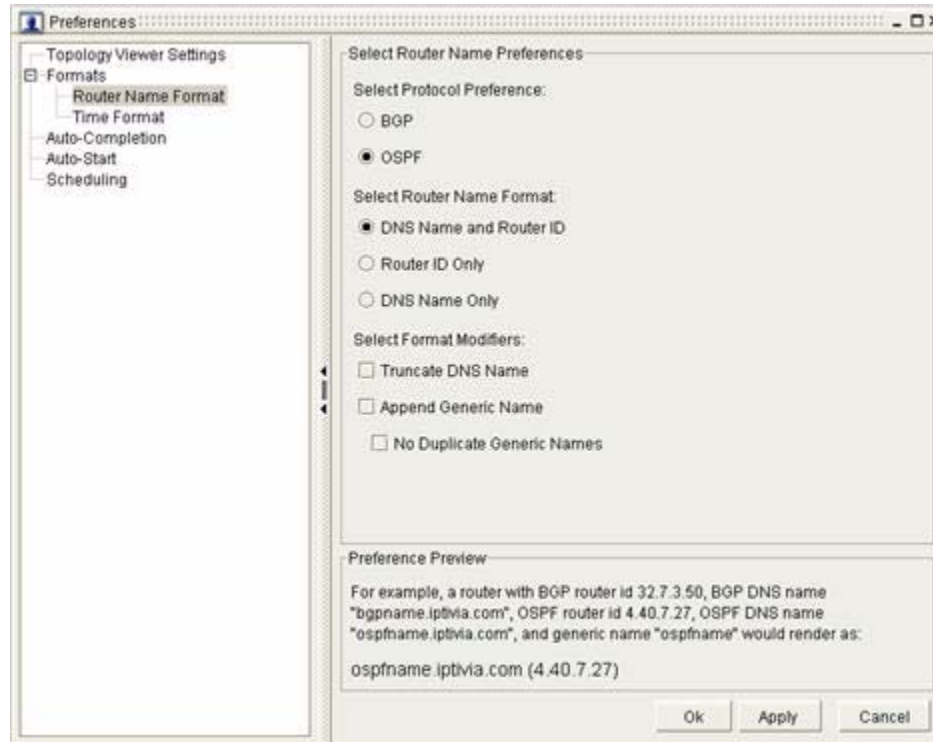 Preferences
Topology Viewer Settings
Formats
Router Name Format
Time Format
Auto-Completion
Auto-Start
Scheduling
Select Router Name Preferences
Select Protocol Preference:
BGP
OSPF
Select Router Name Format:
DNS Name and Router ID
Router ID Only
DNS Name Only
Select Format Modifiers:
Truncate DNS Name
Append Generic Name
No Duplicate Generic Names
Preference Preview
For example, a router with BGP router id 32.7.3.50, BGP DNS name
"bgpname.iptivia.com", OSPF router id 4.40.7.27, OSPF DNS name
"ospfname.iptivia.com", and generic name "ospfname" would render as:
ospfname.iptivia.com (4.40.7.27)
Ok
Apply
Cancel